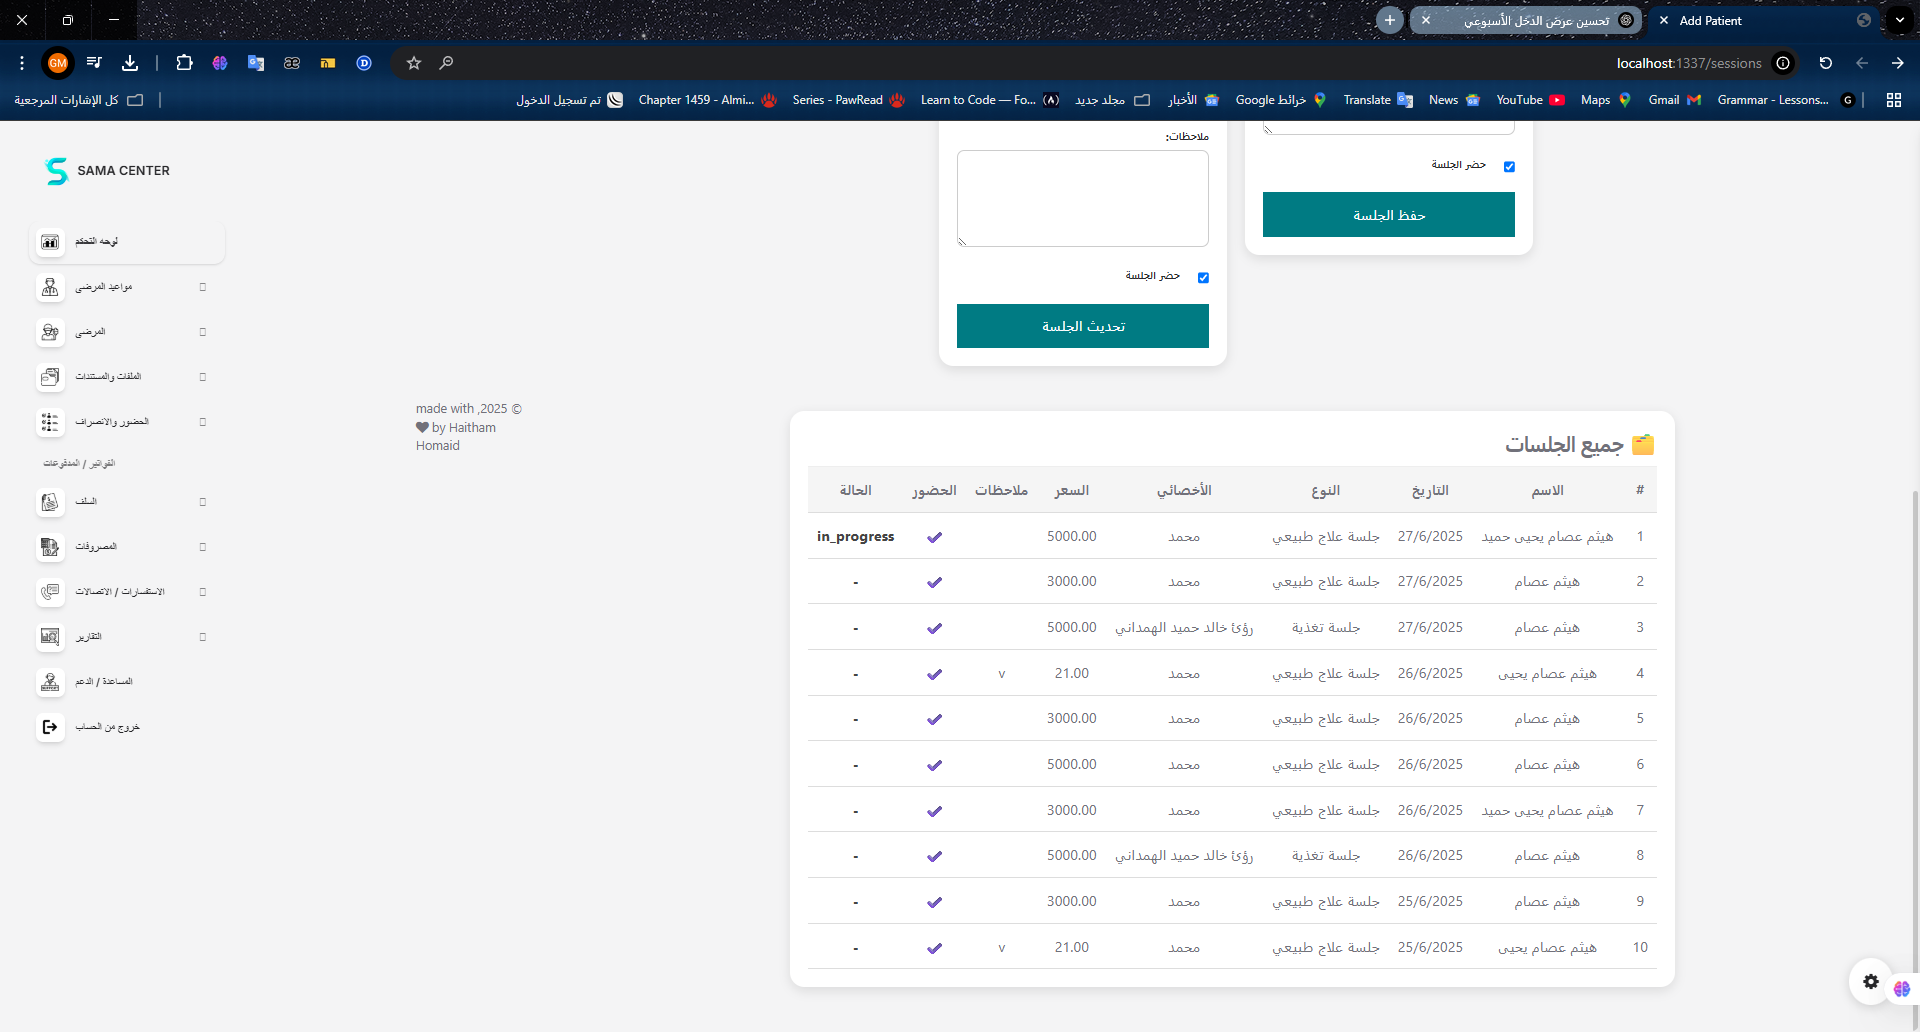 تحسين عرض الدخل الأسبوعي
Add Patient
GM
localhost:1337/sessions
كل الإشارات المرجعية
تم تسجيل الدخول
Chapter 1459 - Almi...
Series - PawRead
Learn to Code — Fo...
مجلد جديد
الأخبار
خرائط Google
Translate
News
YouTube
Maps
Gmail
Grammar - Lessons...
SAMA CENTER
لوحه التحكم
مواعيد المرضى
المرضى
الملفات والمستندات
الحضور والانصراف
الفواتير / المدفوعات
السلف
المصروفات
الاستفسارات / الاتصالات
التقارير
المساعدة / الدعم
خروج من الحساب
حضر الجلسة
حفظ الجلسة
ملاحظات:
حضر الجلسة
تحديث الجلسة
made with ,2025 ©
by Haitham
Homaid
جميع الجلسات
# الاسم التاريخ النوع الأخصائي السعر ملاحظات الحضور الحالة
1 هيثم عصام يحيى حميد 27/6/2025 جلسة علاج طبيعي محمد 5000.00 ✔ in_progress
2 هيثم عصام 27/6/2025 جلسة علاج طبيعي محمد 3000.00 ✔ -
3 هيثم عصام 27/6/2025 جلسة تغذية رؤئ خالد حميد الهمداني 5000.00 ✔ -
4 هيثم عصام يحيى 26/6/2025 جلسة علاج طبيعي محمد 21.00 v ✔ -
5 هيثم عصام 26/6/2025 جلسة علاج طبيعي محمد 3000.00 ✔ -
6 هيثم عصام 26/6/2025 جلسة علاج طبيعي محمد 5000.00 ✔ -
7 هيثم عصام يحيى حميد 26/6/2025 جلسة علاج طبيعي محمد 3000.00 ✔ -
8 هيثم عصام 26/6/2025 جلسة تغذية رؤئ خالد حميد الهمداني 5000.00 ✔ -
9 هيثم عصام 25/6/2025 جلسة علاج طبيعي محمد 3000.00 ✔ -
10 هيثم عصام يحيى 25/6/2025 جلسة علاج طبيعي محمد 21.00 v ✔ -